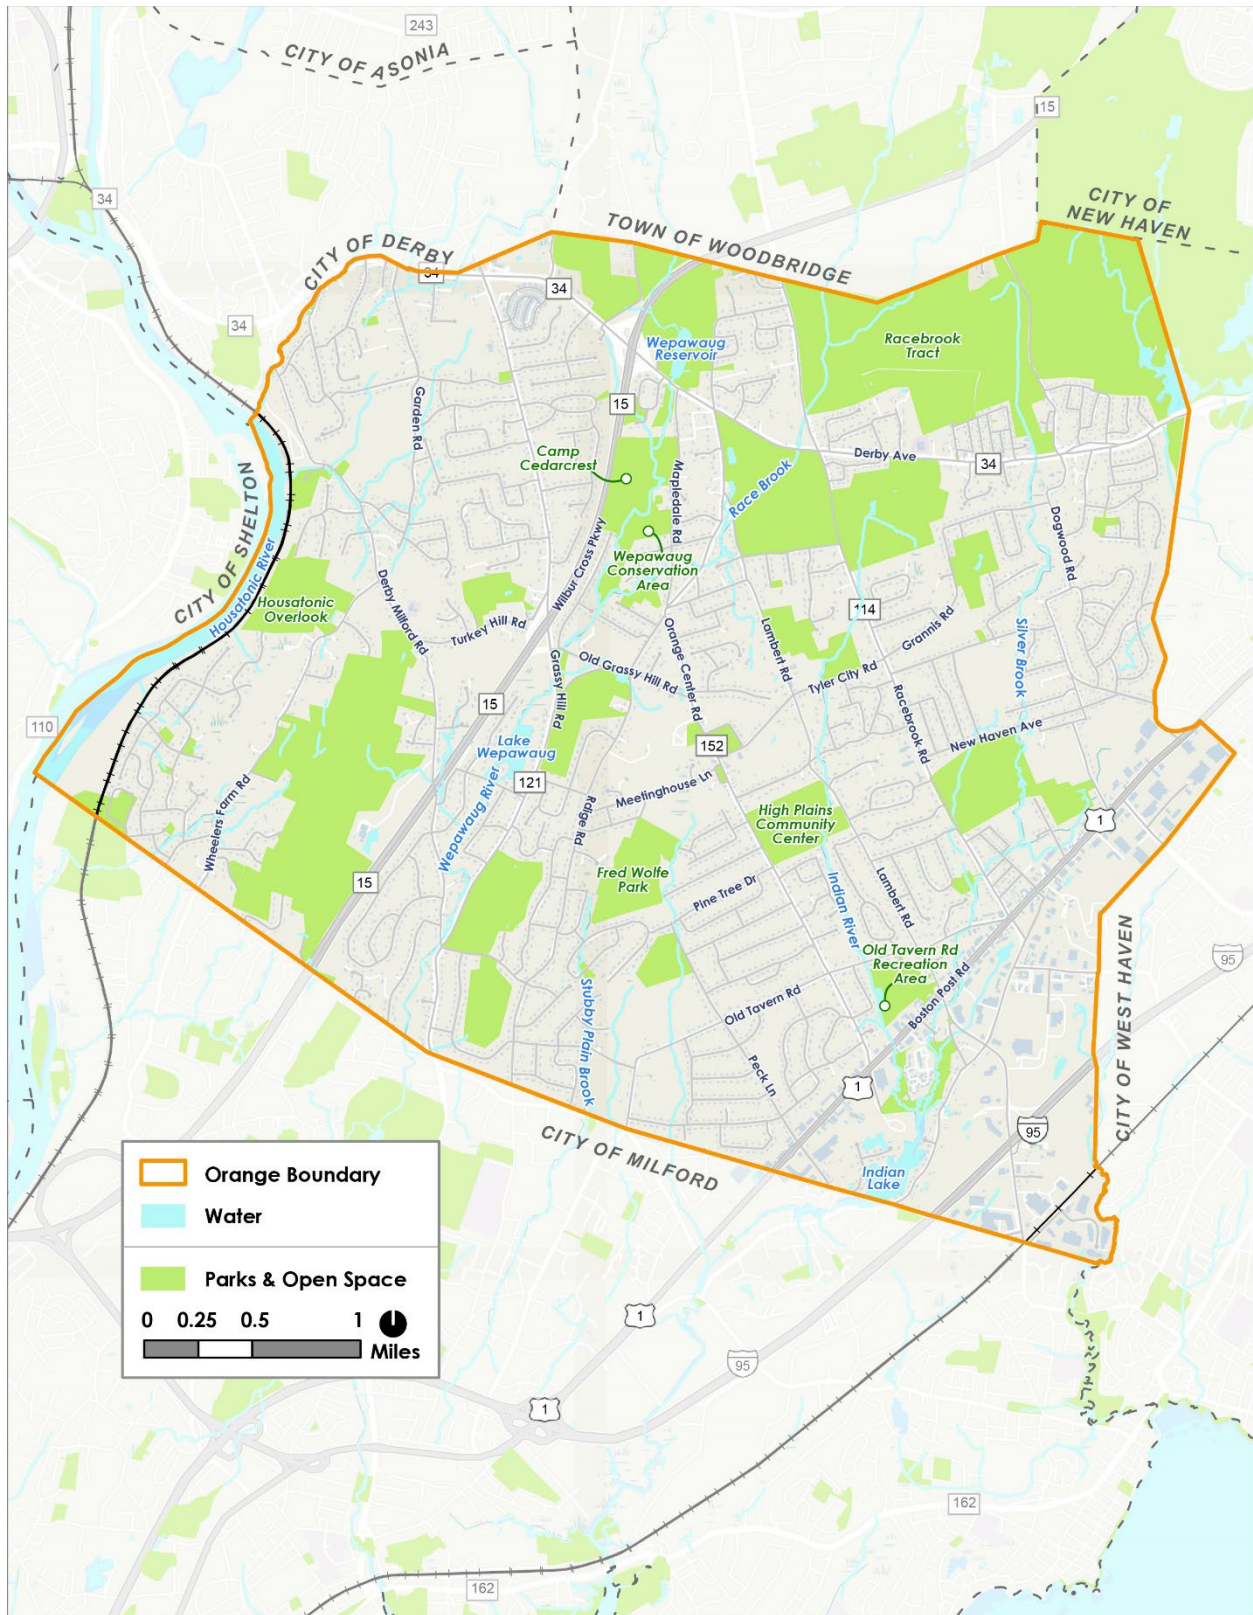 243
CITY OF ASONIA
15
34
CITY OF
NEW HAVEN
TOWN OF WOODBRIDGE
CITY OF DERBY
34
34
34
Wepawaug
Reservoir
Racebrook
Tract
15
Garden Rd
Camp
Cedarcrest
Derby Ave
34
Mapledale Rd
Race Brook
CITY OF SHELTON
Housatonic River
Wilbur Cross Pkwy
Wepawaug
Conservation
Area
Dogwood Rd
Housatonic
Overlook
Derby Milford Rd
Turkey Hill Rd
114
Grannis Rd
Silver Brook
Orange Center Rd
Lambert Rd
Old Grassy Hill Rd
Grassy Hill Rd
Tyler City Rd
Racebrook Rd
15
110
New Haven Ave
Lake
Wepawaug
152
121
Meetinghouse Ln
Wheelers Farm Rd
Wepawaug River
Rdige Rd
High Plains
Community
Center
1
15
Fred Wolfe
Park
Pine Tree Dr
Indian River
Lambert Rd
Old Tavern Rd
Recreation
Area
95
Boston Post Rd
Old Tavern Rd
Stubby Plain Brook
Peck Ln
1
95
CITY OF WEST HAVEN
CITY OF MILFORD
Indian
Lake
Orange Boundary
Water
Parks & Open Space
0 0.25 0.5 1
Miles
1
95
1
162
162